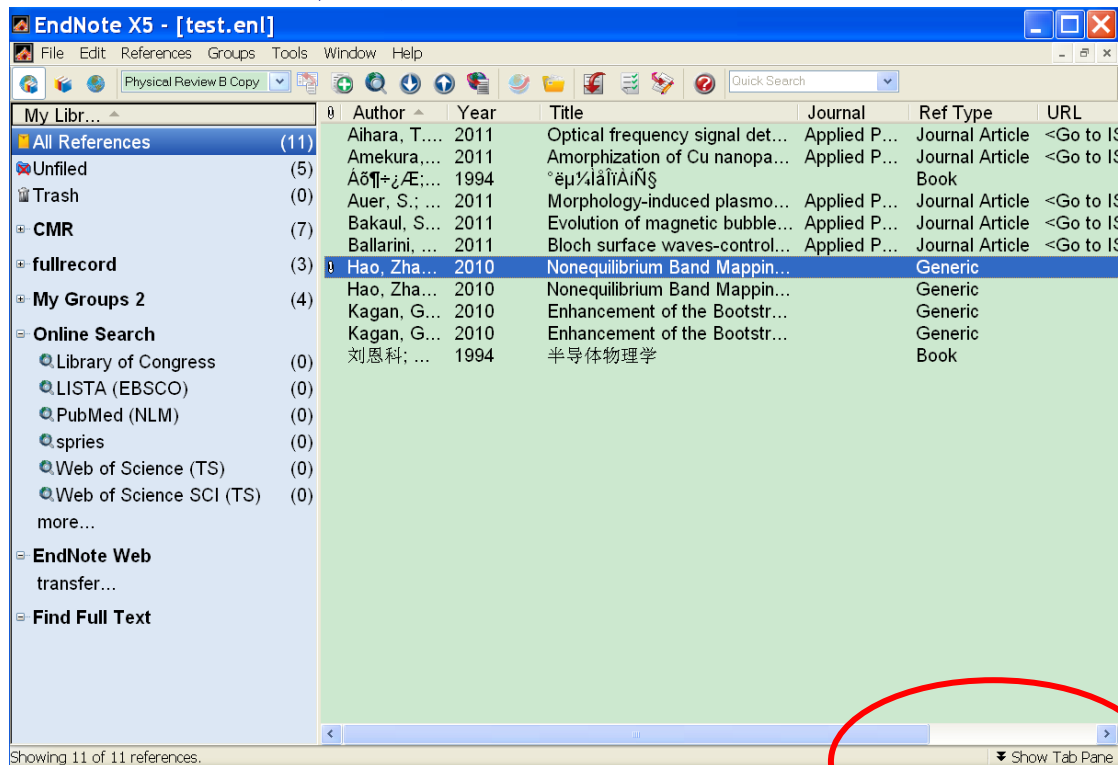 EndNote X5 - [test.enl]
File Edit References Groups Tools Window Help
Physical Review B Copy Quick Search
My Libr... Author Year Title Journal Ref Type URL
All References (11)
Unfiled (5)
Trash (0)
CMR (7)
fullrecord (3)
My Groups 2 (4)
Online Search
Library of Congress (0)
LISTA (EBSCO) (0)
PubMed (NLM) (0)
spries (0)
Web of Science (TS) (0)
Web of Science SCI (TS) (0)
more...
EndNote Web
transfer...
Find Full Text
Aihara, T.... 2011 Optical frequency signal det... Applied P... Journal Article <Go to IS
Amekura,... 2011 Amorphization of Cu nanopa... Applied P... Journal Article <Go to IS
Áõ¶÷¿Æ;... 1994 °ëµ¼ÌåÎïÀíÑ§ Book
Auer, S.; ... 2011 Morphology-induced plasmo... Applied P... Journal Article <Go to IS
Bakaul, S... 2011 Evolution of magnetic bubble... Applied P... Journal Article <Go to IS
Ballarini, ... 2011 Bloch surface waves-control... Applied P... Journal Article <Go to IS
Hao, Zha... 2010 Nonequilibrium Band Mappin... Generic
Hao, Zha... 2010 Nonequilibrium Band Mappin... Generic
Kagan, G... 2010 Enhancement of the Bootstr... Generic
Kagan, G... 2010 Enhancement of the Bootstr... Generic
刘恩科; ... 1994 半导体物理学 Book
Showing 11 of 11 references. Show Tab Pane